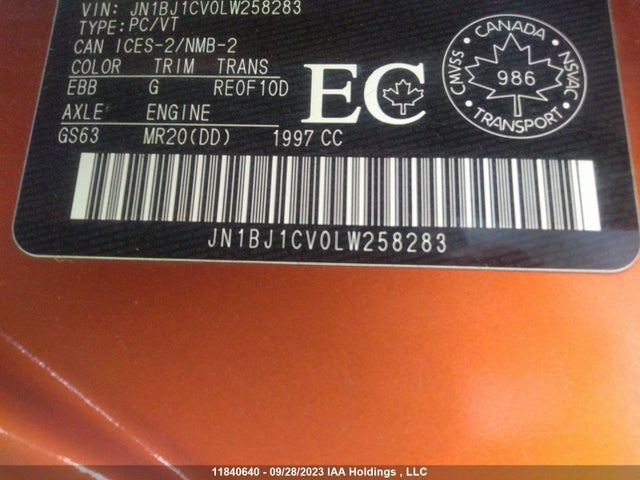 VIN: JN1BJ1CV0LW258283
TYPE:PC/VT
CAN ICES-2/NMB-2
COLOR TRIM TRANS
EBB G RE0F10D
AXLE ENGINE
GS63 MR20(DD) 1997 CC
EC
CANADA
CMVSS 986 NSVAC
TRANSPORT
JN1BJ1CV0LW258283
11840640 - 09/28/2023 IAA Holdings , LLC